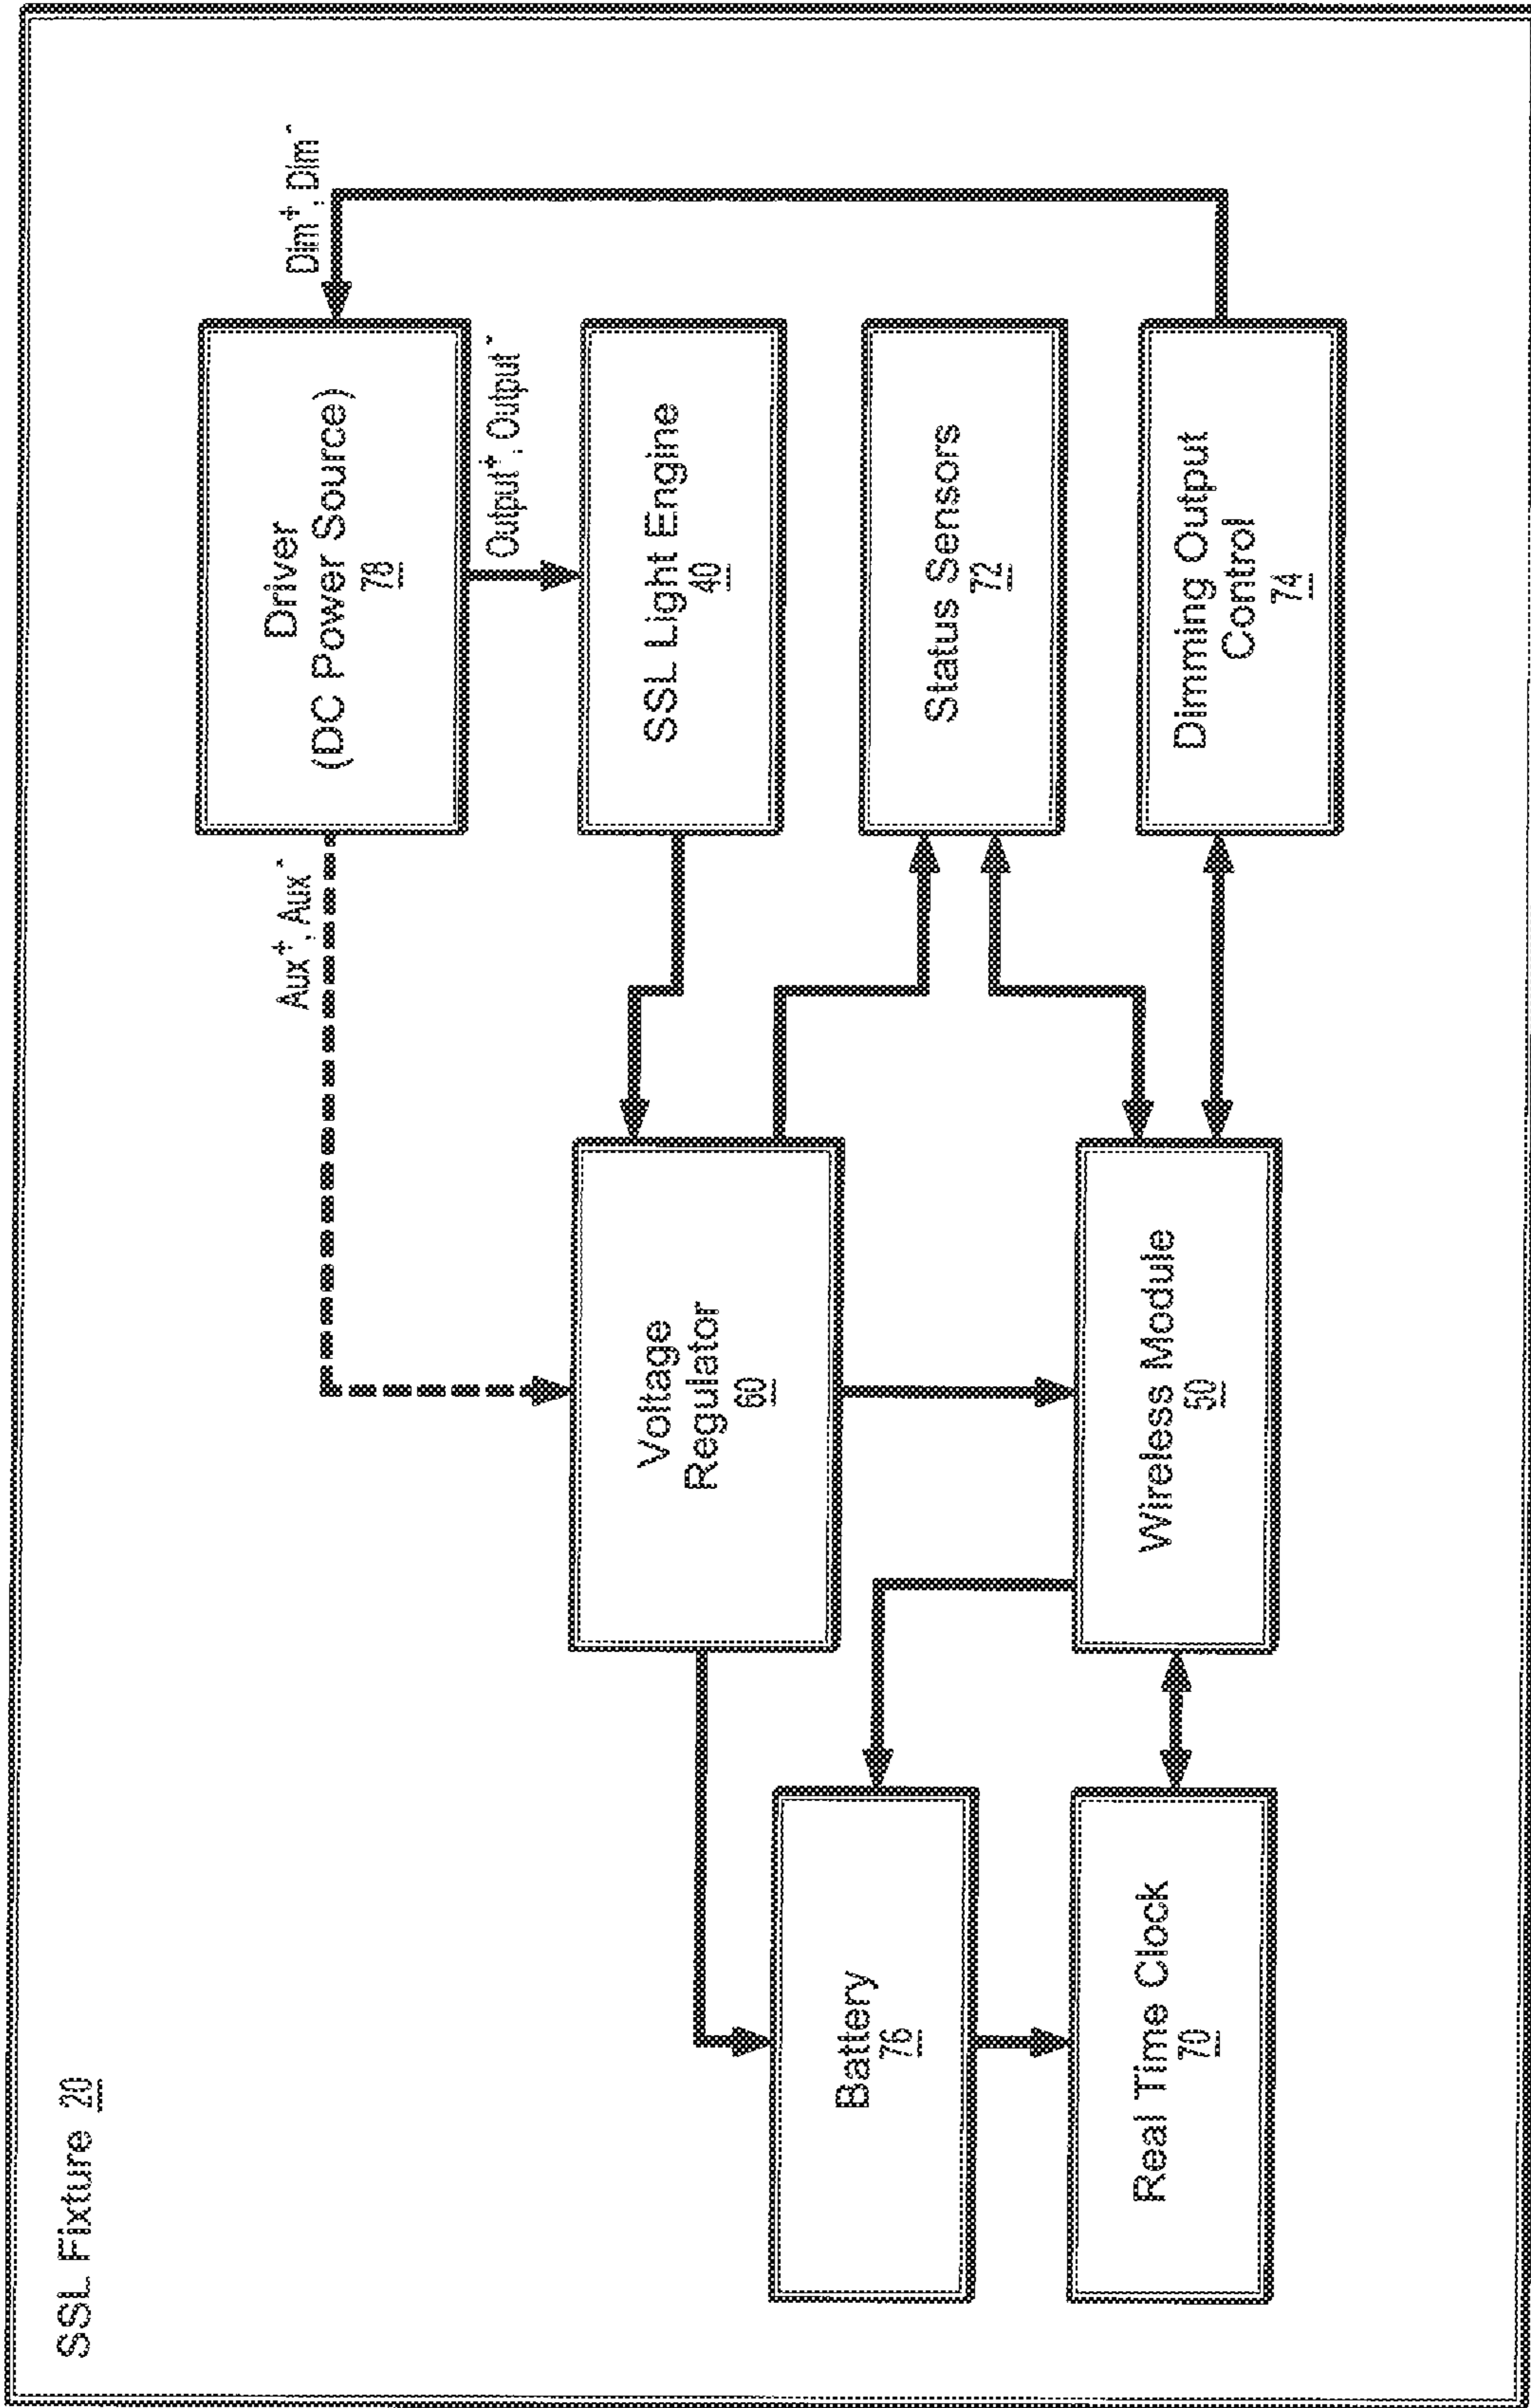 SSL Fixture 20
Aux+, Aux-
Dim+, Dim-
Driver
(DC Power Source)
78
Output+, Output-
Voltage
Regulator
60
SSL Light Engine
40
Battery
76
Status Sensors
72
Real Time Clock
70
Wireless Module
50
Dimming Output
Control
74